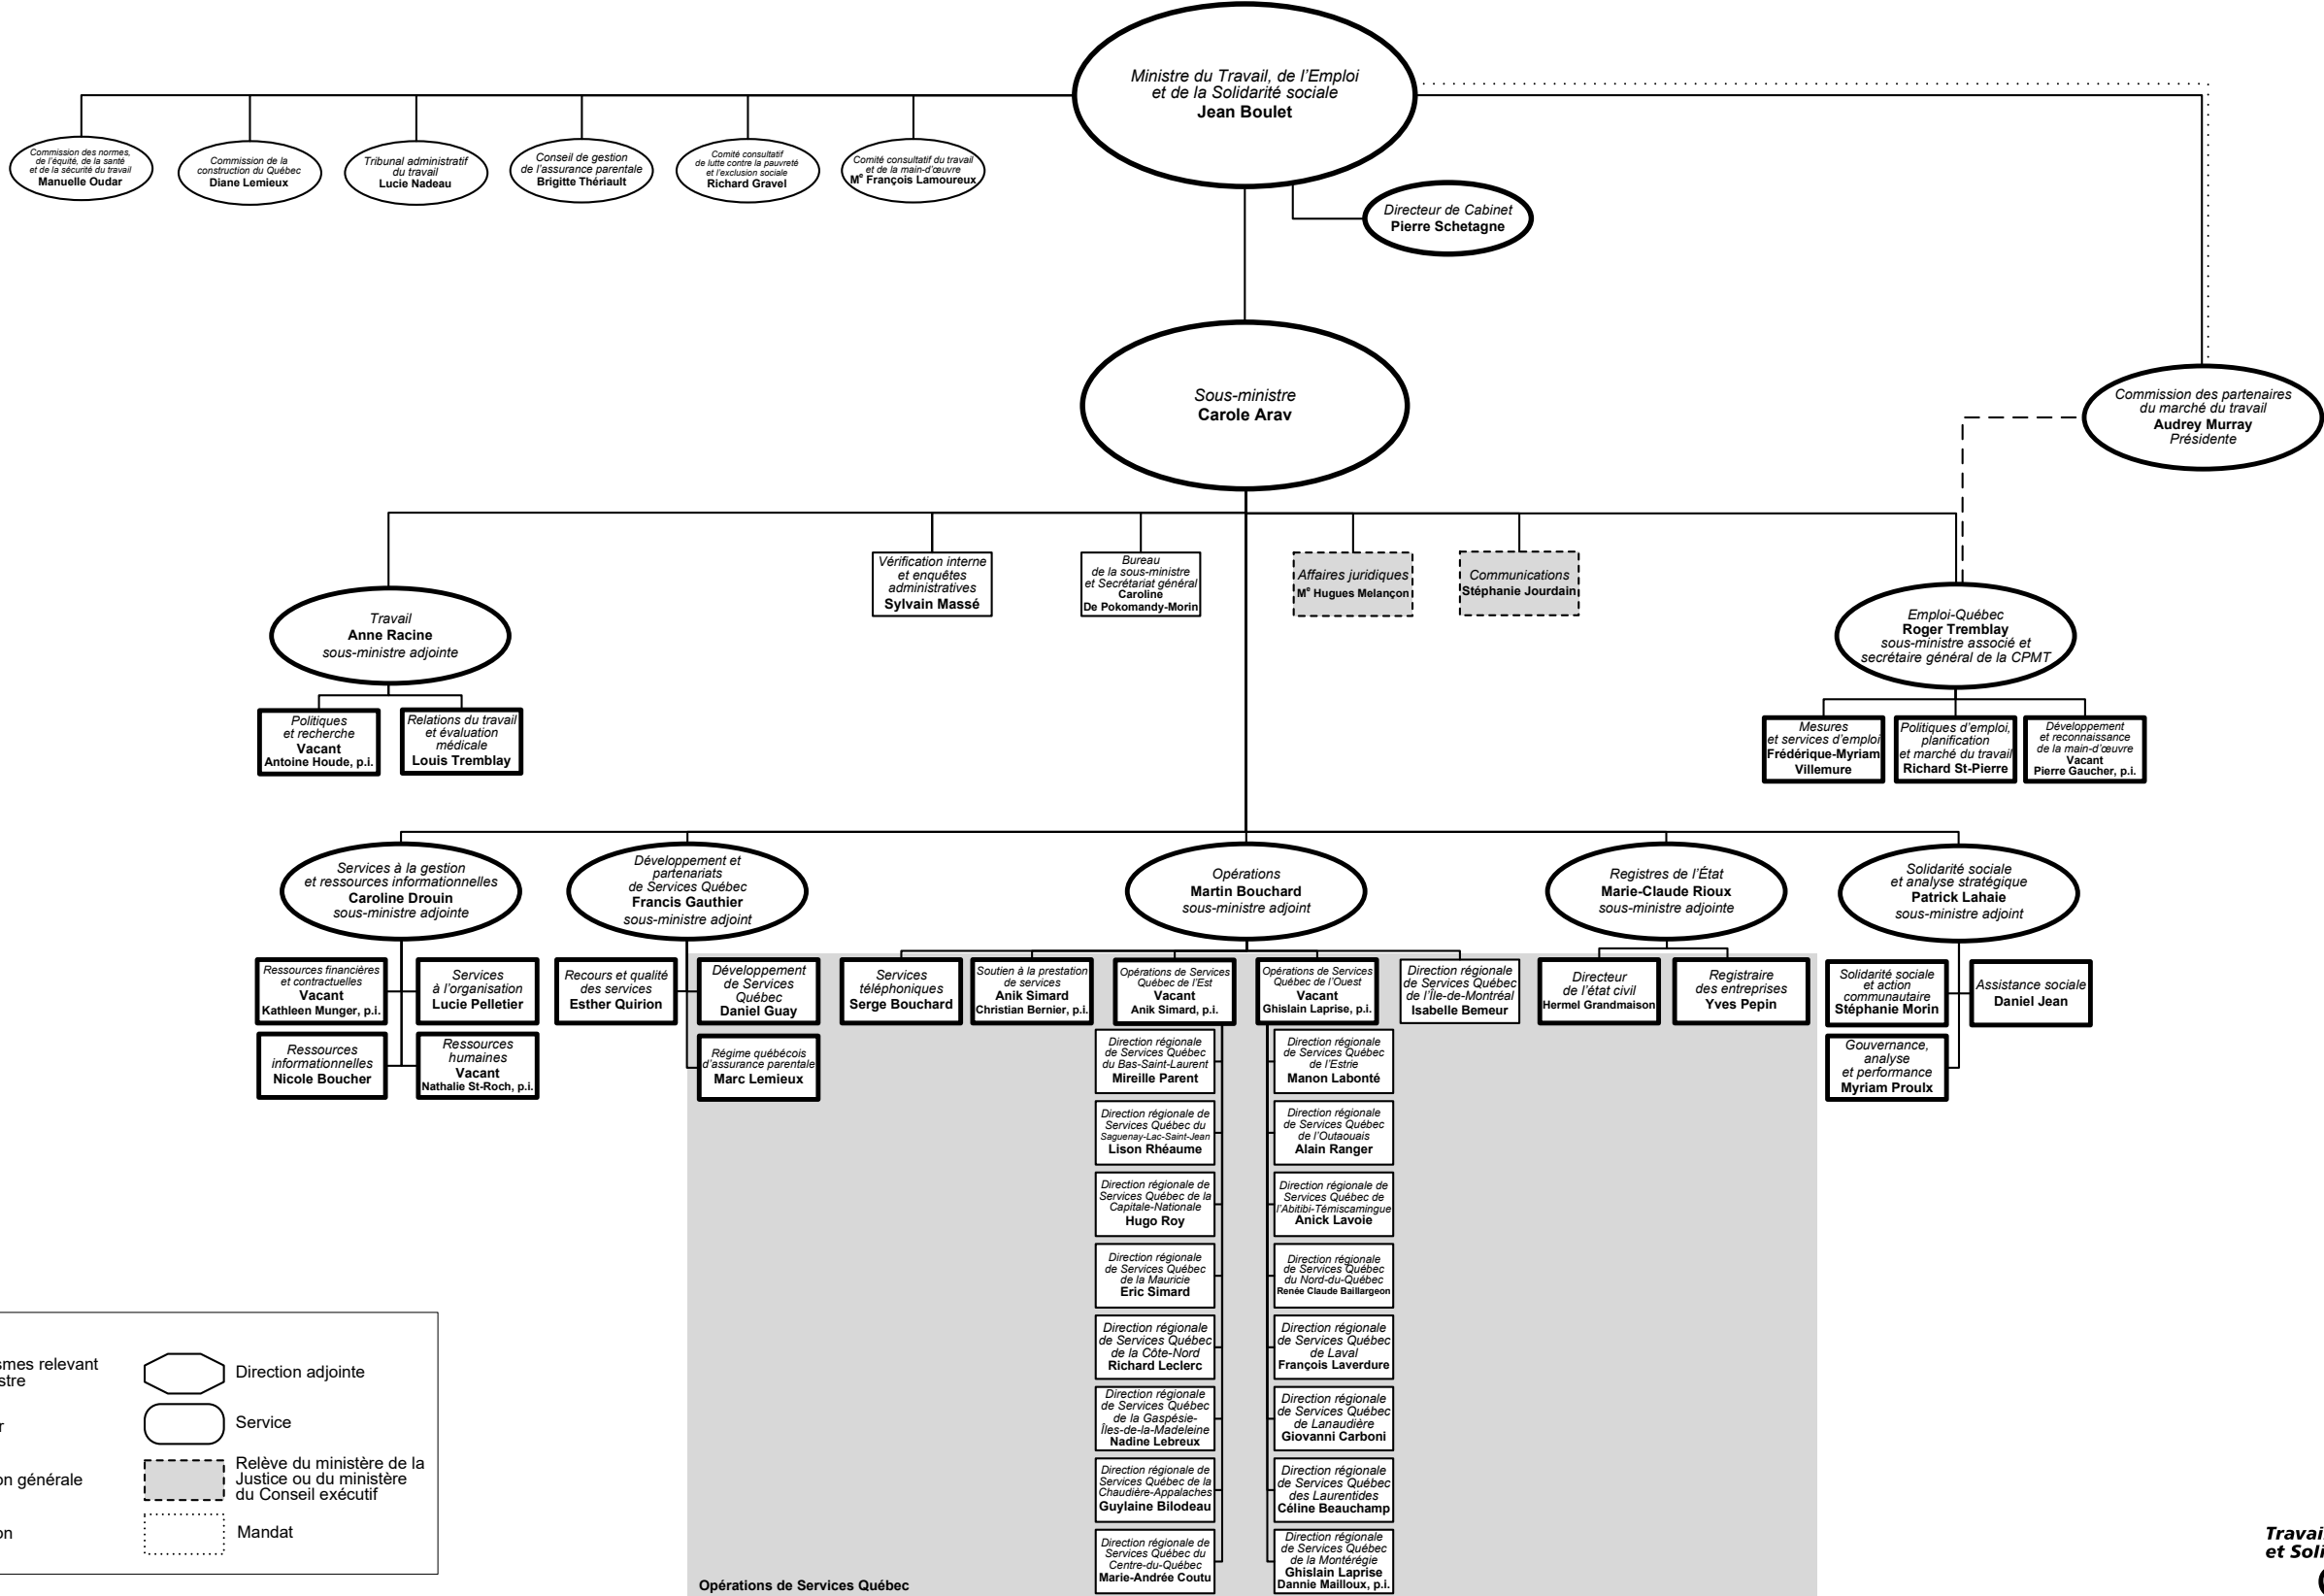 Ministre du Travail, de l'Emploi
et de la Solidarité sociale
Jean Boulet
Commission des normes,
de l'équité, de la santé
et de la sécurité du travail
Manuelle Oudar
Commission de la
construction du Québec
Diane Lemieux
Tribunal administratif
du travail
Lucie Nadeau
Conseil de gestion
de l'assurance parentale
Brigitte Thériault
Comité consultatif
de lutte contre la pauvreté
et l'exclusion sociale
Richard Gravel
Comité consultatif du travail
et de la main-d'œuvre
Me François Lamoureux
Directeur de Cabinet
Pierre Schetagne
Sous-ministre
Carole Arav
Commission des partenaires
du marché du travail
Audrey Murray
Présidente
Vérification interne
et enquêtes
administratives
Sylvain Massé
Bureau
de la sous-ministre
et Secrétariat général
Caroline
De Pokomandy-Morin
Affaires juridiques
Me Hugues Melançon
Communications
Stéphanie Jourdain
Travail
Anne Racine
sous-ministre adjointe
Emploi-Québec
Roger Tremblay
sous-ministre associé et
secrétaire général de la CPMT
Politiques
et recherche
Vacant
Antoine Houde, p.i.
Relations du travail
et évaluation
médicale
Louis Tremblay
Mesures
et services d'emploi
Frédérique-Myriam
Villemure
Politiques d'emploi,
planification
et marché du travail
Richard St-Pierre
Développement
et reconnaissance
de la main-d'œuvre
Vacant
Pierre Gaucher, p.i.
Services à la gestion
et ressources informationnelles
Caroline Drouin
sous-ministre adjointe
Développement et
partenariats
de Services Québec
Francis Gauthier
sous-ministre adjoint
Opérations
Martin Bouchard
sous-ministre adjoint
Registres de l'État
Marie-Claude Rioux
sous-ministre adjointe
Solidarité sociale
et analyse stratégique
Patrick Lahaie
sous-ministre adjoint
Ressources financières
et contractuelles
Vacant
Kathleen Munger, p.i.
Services
à l'organisation
Lucie Pelletier
Ressources
informationnelles
Nicole Boucher
Ressources
humaines
Vacant
Nathalie St-Roch, p.i.
Recours et qualité
des services
Esther Quirion
Développement
de Services
Québec
Daniel Guay
Régime québécois
d'assurance parentale
Marc Lemieux
Services
téléphoniques
Serge Bouchard
Soutien à la prestation
de services
Anik Simard
Christian Bernier, p.i.
Opérations de Services
Québec de l'Est
Vacant
Anik Simard, p.i.
Opérations de Services
Québec de l'Ouest
Vacant
Ghislain Laprise, p.i.
Direction régionale
de Services Québec
de l'Île-de-Montréal
Isabelle Bemeur
Directeur
de l'état civil
Hermel Grandmaison
Registraire
des entreprises
Yves Pepin
Solidarité sociale
et action
communautaire
Stéphanie Morin
Assistance sociale
Daniel Jean
Gouvernance,
analyse
et performance
Myriam Proulx
Direction régionale
de Services Québec
du Bas-Saint-Laurent
Mireille Parent
Direction régionale
de Services Québec
de l'Estrie
Manon Labonté
Direction régionale de
Services Québec du
Saguenay-Lac-Saint-Jean
Lison Rhéaume
Direction régionale
de Services Québec
de l'Outaouais
Alain Ranger
Direction régionale de
Services Québec de la
Capitale-Nationale
Hugo Roy
Direction régionale de
Services Québec de
l'Abitibi-Témiscamingue
Anick Lavoie
Direction régionale
de Services Québec
de la Mauricie
Eric Simard
Direction régionale
de Services Québec
du Nord-du-Québec
Renée Claude Baillargeon
Direction régionale
de Services Québec
de la Côte-Nord
Richard Leclerc
Direction régionale
de Services Québec
de Laval
François Laverdure
Direction régionale
de Services Québec
de la Gaspésie-
Îles-de-la-Madeleine
Nadine Lebreux
Direction régionale
de Services Québec
de Lanaudière
Giovanni Carboni
Direction régionale de
Services Québec de la
Chaudière-Appalaches
Guylaine Bilodeau
Direction régionale
de Services Québec
des Laurentides
Céline Beauchamp
Direction régionale de
Services Québec du
Centre-du-Québec
Marie-Andrée Coutu
Direction régionale
de Services Québec
de la Montérégie
Ghislain Laprise
Dannie Mailloux, p.i.
Opérations de Services Québec
smes relevant
stre
r
on générale
on
Direction adjointe
Service
Relève du ministère de la
Justice ou du ministère
du Conseil exécutif
Mandat
Travai
et Soli